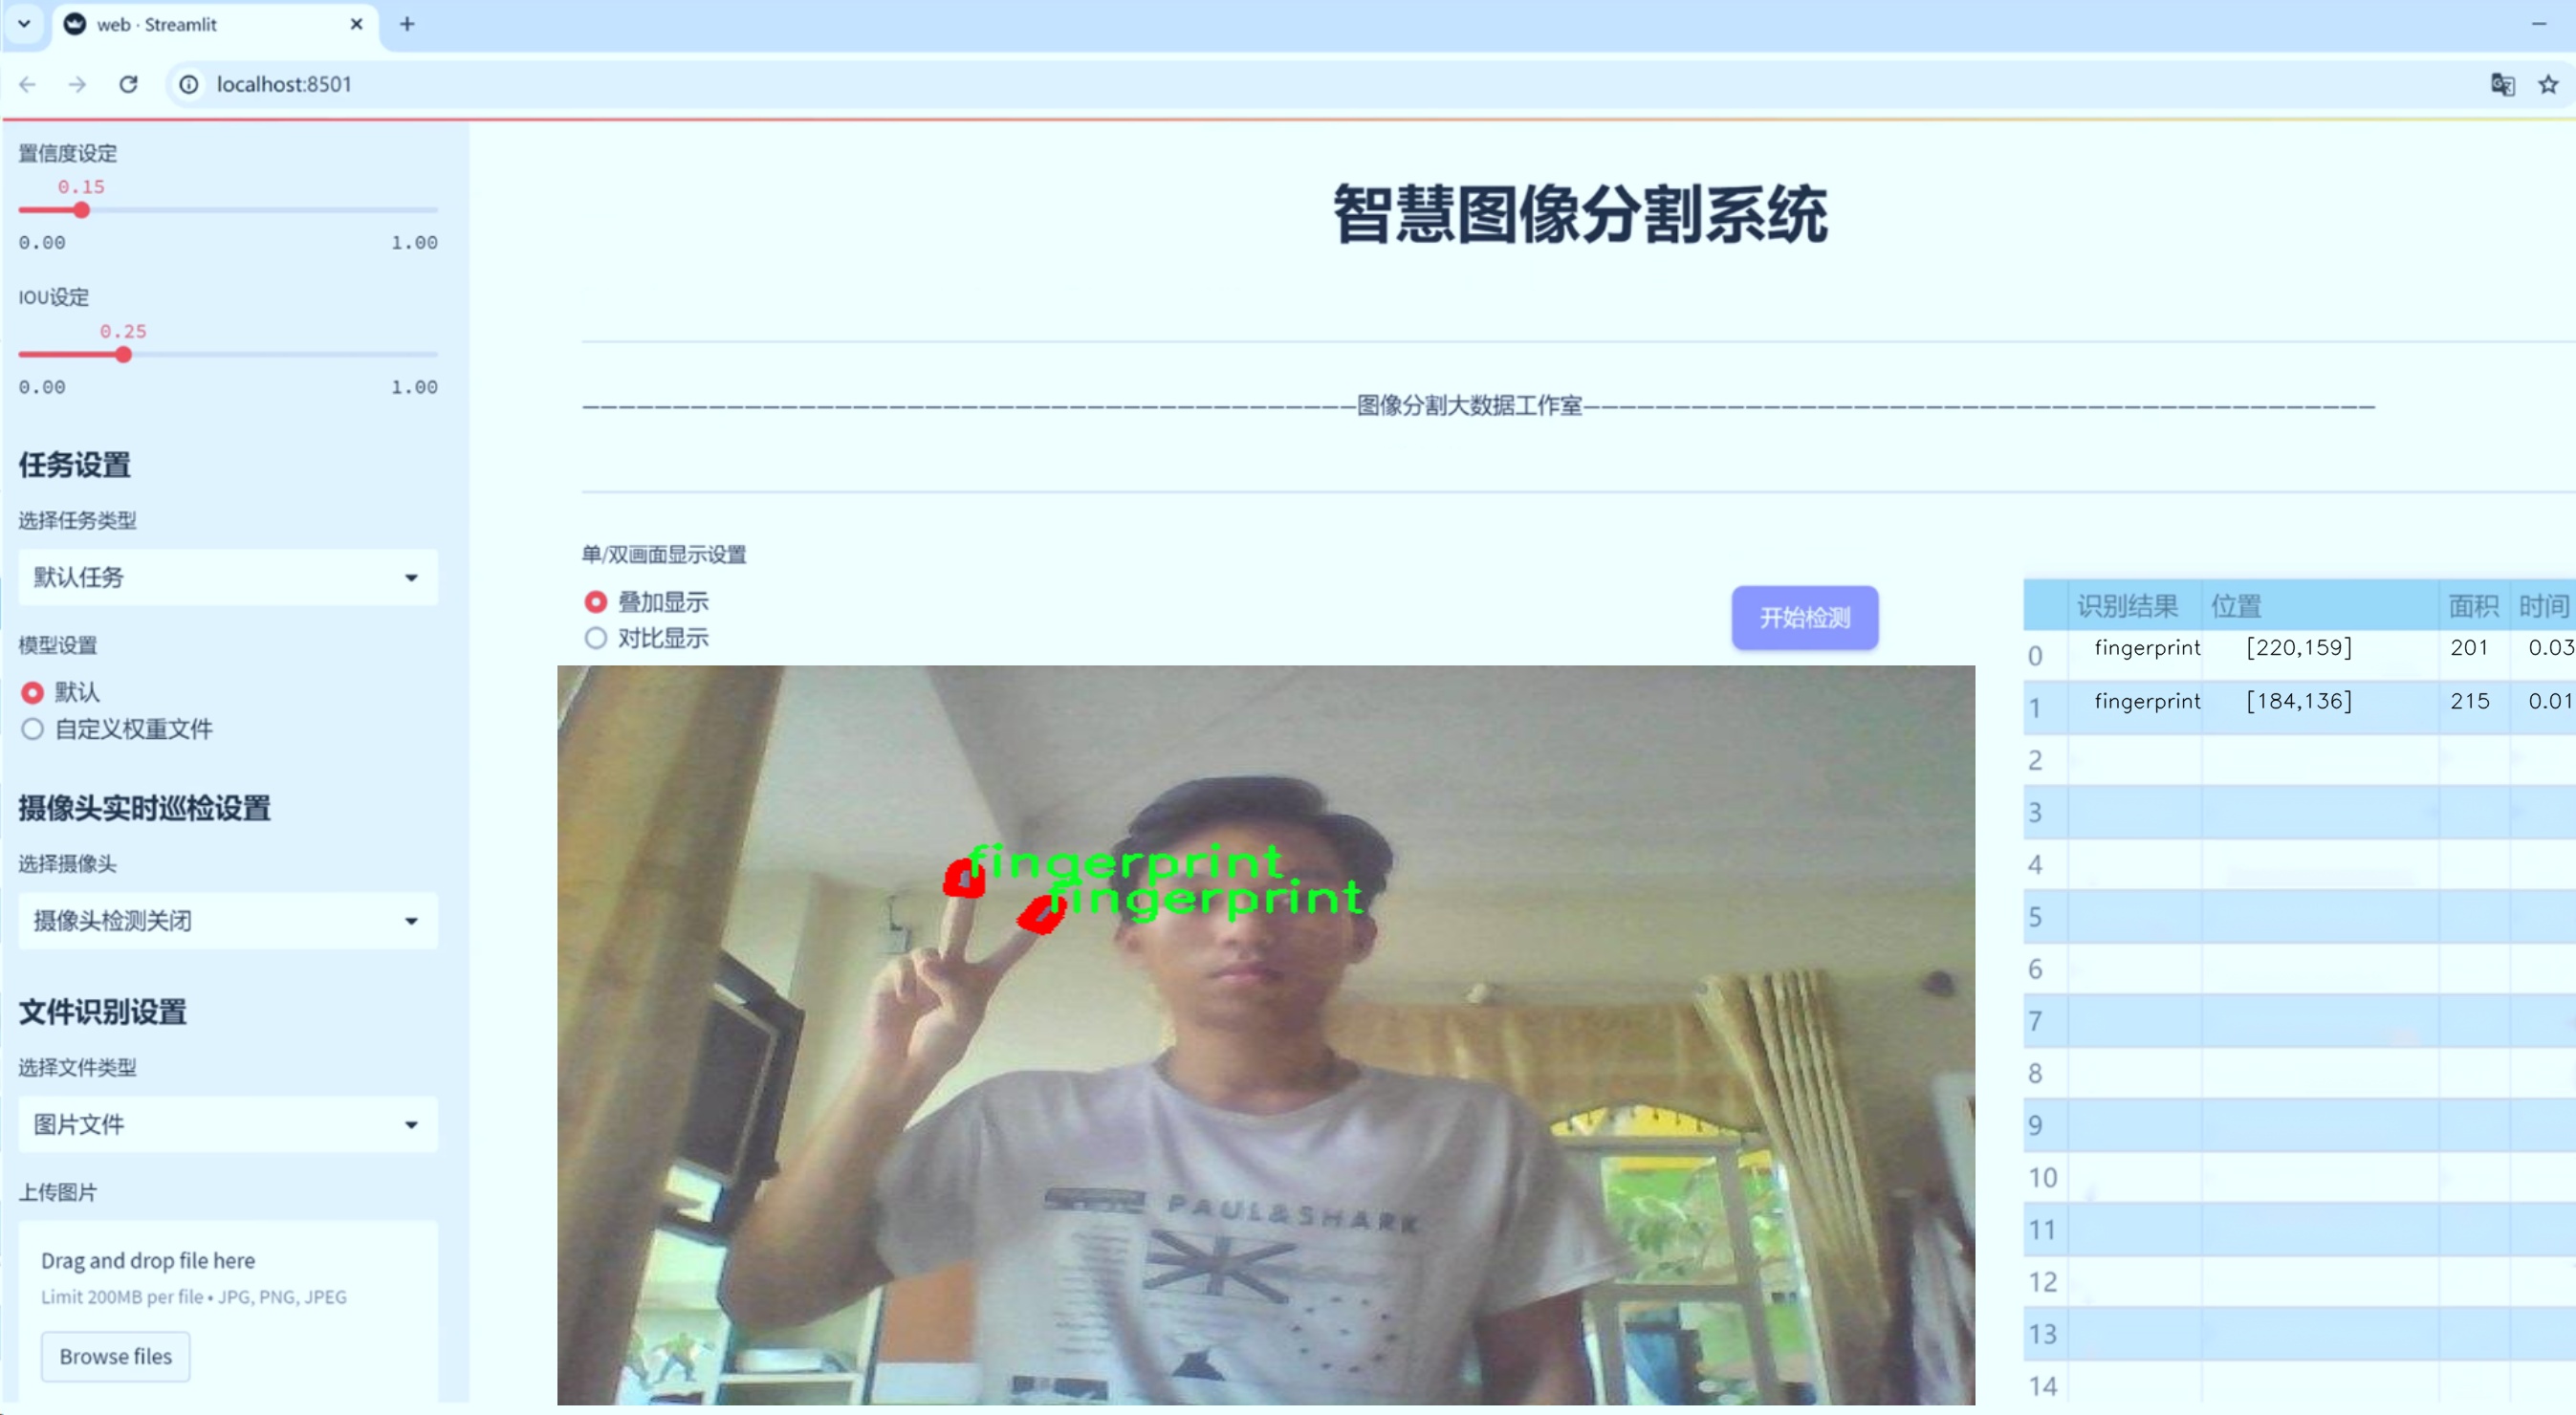 web · Streamlit
localhost:8501
置信度设定
0.15
0.00 1.00
IOU设定
0.25
0.00 1.00
任务设置
选择任务类型
默认任务
模型设置
默认
自定义权重文件
摄像头实时巡检设置
选择摄像头
摄像头检测关闭
文件识别设置
选择文件类型
图片文件
上传图片
Drag and drop file here
Limit 200MB per file • JPG, PNG, JPEG
Browse files
智慧图像分割系统
———————————————————————————————————————————图像分割大数据工作室————————————————————————————————————————————
单/双画面显示设置
叠加显示
对比显示
开始检测
fingerprint
fingerprint
PAUL&SHARK
识别结果 位置 面积 时间
0 fingerprint [220,159] 201 0.03
1 fingerprint [184,136] 215 0.01
2
3
4
5
6
7
8
9
10
11
12
13
14